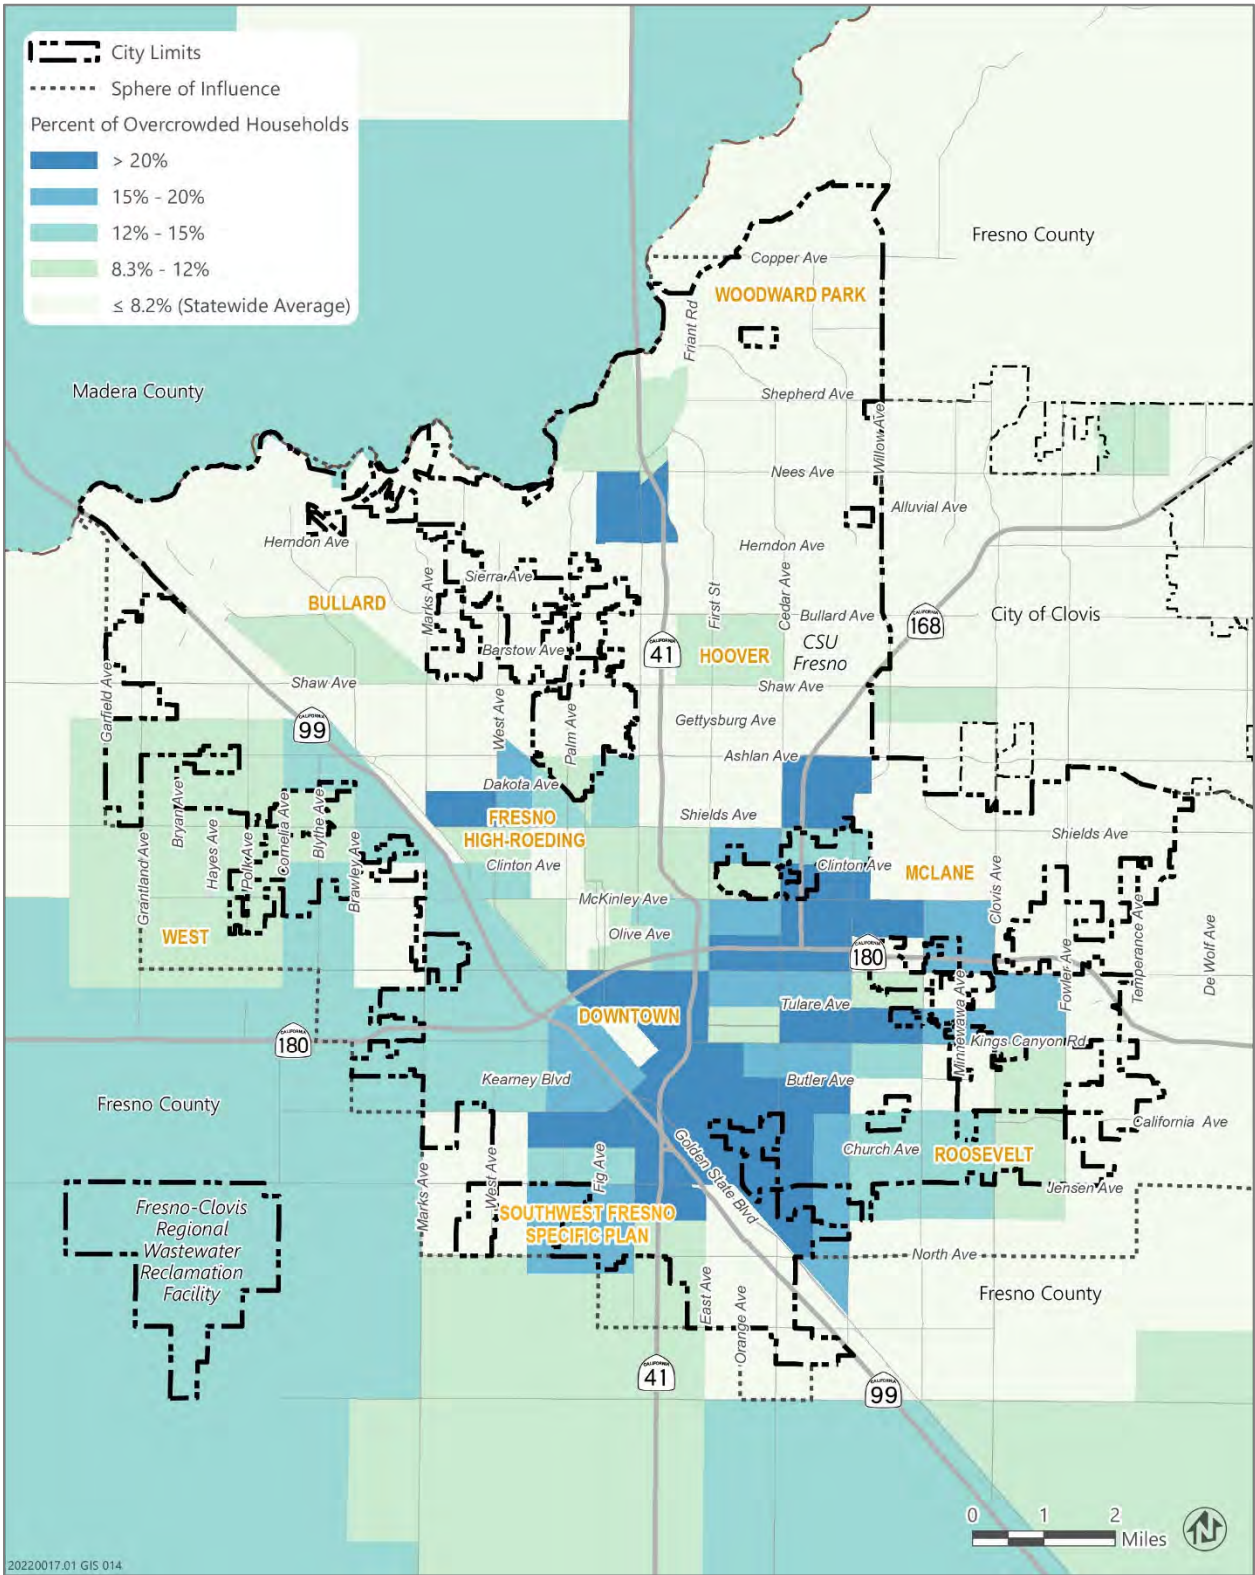 City Limits
Sphere of Influence
Percent of Overcrowded Households
> 20%
15% - 20%
12% - 15%
8.3% - 12%
≤ 8.2% (Statewide Average)
Fresno County
Copper Ave
WOODWARD PARK
Friant Rd
Madera County
Shepherd Ave
Willow Ave
Nees Ave
Alluvial Ave
Herndon Ave
Herndon Ave
Sierra Ave
Marks Ave
BULLARD
First St
Cedar Ave
Bullard Ave
CALIFORNIA
168
City of Clovis
Barstow Ave
CALIFORNIA
41
HOOVER
CSU
Fresno
Garfield Ave
Shaw Ave
Shaw Ave
CALIFORNIA
99
West Ave
Palm Ave
Gettysburg Ave
Ashlan Ave
Dakota Ave
FRESNO
HIGH-ROEDING
Shields Ave
Shields Ave
Bryan Ave
Cornelia Ave
Blythe Ave
Grantland Ave
Hayes Ave
Polk Ave
Brawley Ave
Clinton Ave
Clinton Ave
MCLANE
Clovis Ave
McKinley Ave
WEST
Olive Ave
CALIFORNIA
180
Fowler Ave
Temperance Ave
De Wolf Ave
Tulare Ave
DOWNTOWN
Minnewawa Ave
CALIFORNIA
180
Kings Canyon Rd
Kearney Blvd
Butler Ave
Fresno County
California Ave
Golden State Blvd
Church Ave
ROOSEVELT
Marks Ave
West Ave
Fig Ave
Jensen Ave
Fresno-Clovis
Regional
Wastewater
Reclamation
Facility
SOUTHWEST FRESNO
SPECIFIC PLAN
North Ave
East Ave
Orange Ave
Fresno County
CALIFORNIA
41
CALIFORNIA
99
0 1 2
Miles
N
20220017.01 GIS 014